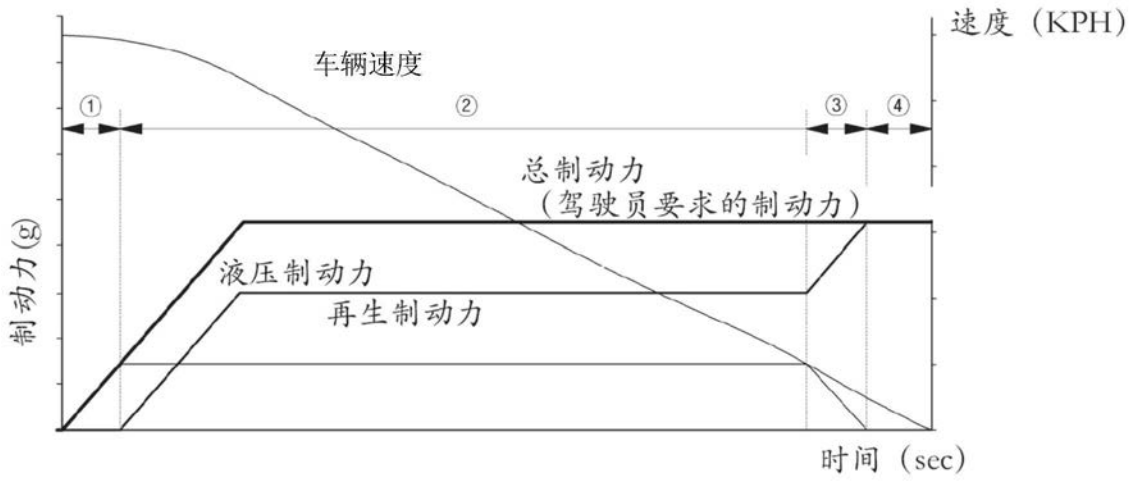 速度（KPH）
车辆速度
①
②
③
④
总制动力
（驾驶员要求的制动力）
制动力(g)
液压制动力
再生制动力
时间（sec）